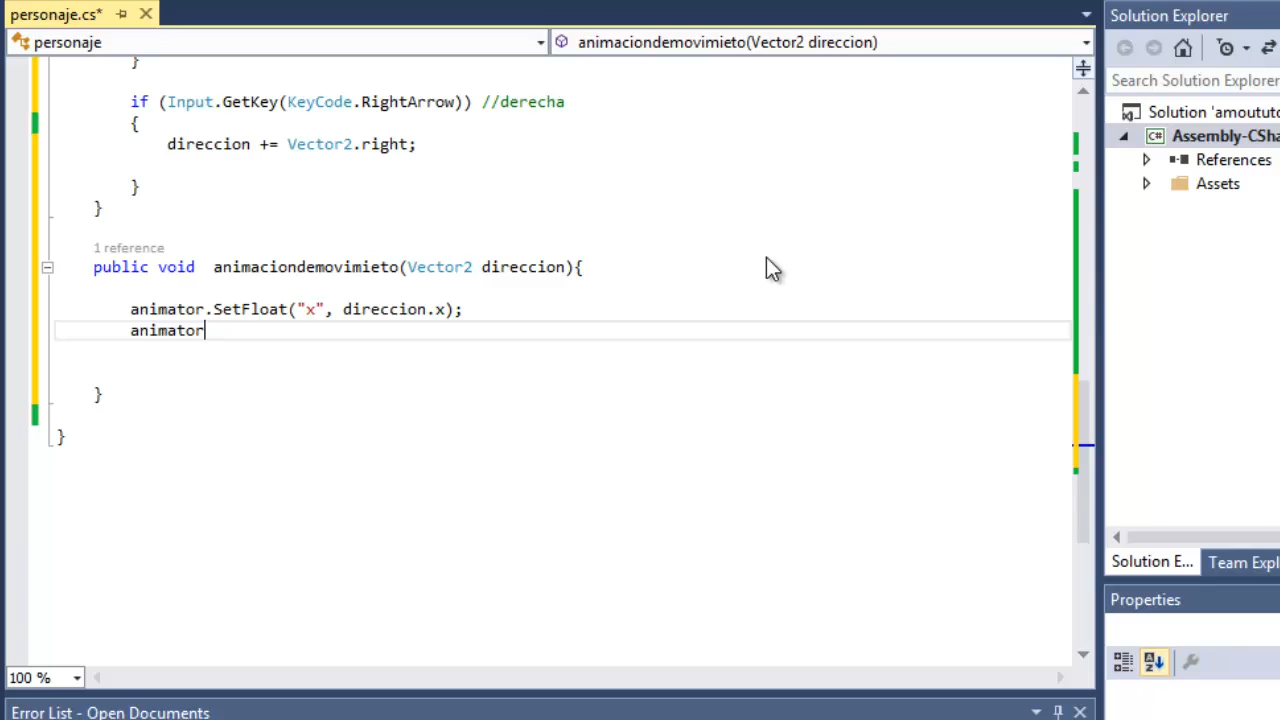 personaje.cs*
personaje
animaciondemovimieto(Vector2 direccion)
}
if (Input.GetKey(KeyCode.RightArrow)) //derecha
{
direccion += Vector2.right;
}
}
1 reference
public void  animaciondemovimieto(Vector2 direccion){
animator.SetFloat("x", direccion.x);
animator
}
}
100 %
Error List - Open Documents
Solution Explorer
Search Solution Explorer
Solution 'amoututo
C# Assembly-CSha
References
Assets
Solution E...
Team Expl
Properties